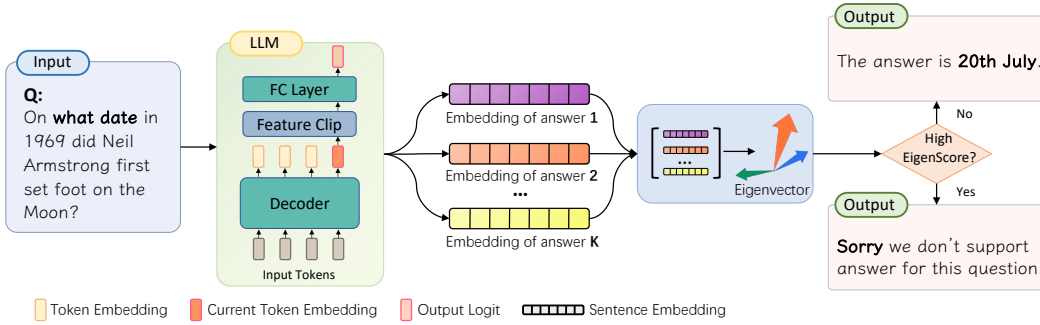 Input
Q:
On what date in
1969 did Neil
Armstrong first
set foot on the
Moon?
LLM
FC Layer
Feature Clip
Decoder
Input Tokens
Embedding of answer 1
Embedding of answer 2
...
Embedding of answer K
...
Eigenvector
High
EigenScore?
No
Yes
Output
The answer is 20th July.
Output
Sorry we don't support
answer for this question
Token Embedding
Current Token Embedding
Output Logit
Sentence Embedding